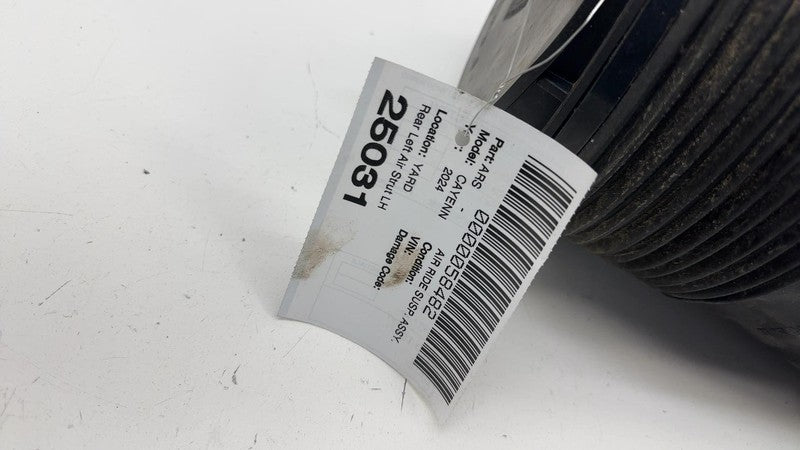 0000058482
Part: ARS - AIR RIDE SUSP. ASSY.
Model: CAYENN Condition:
2024 VIN:
Location: YARD Damage Code:
Rear Left Air Strut LH
25031